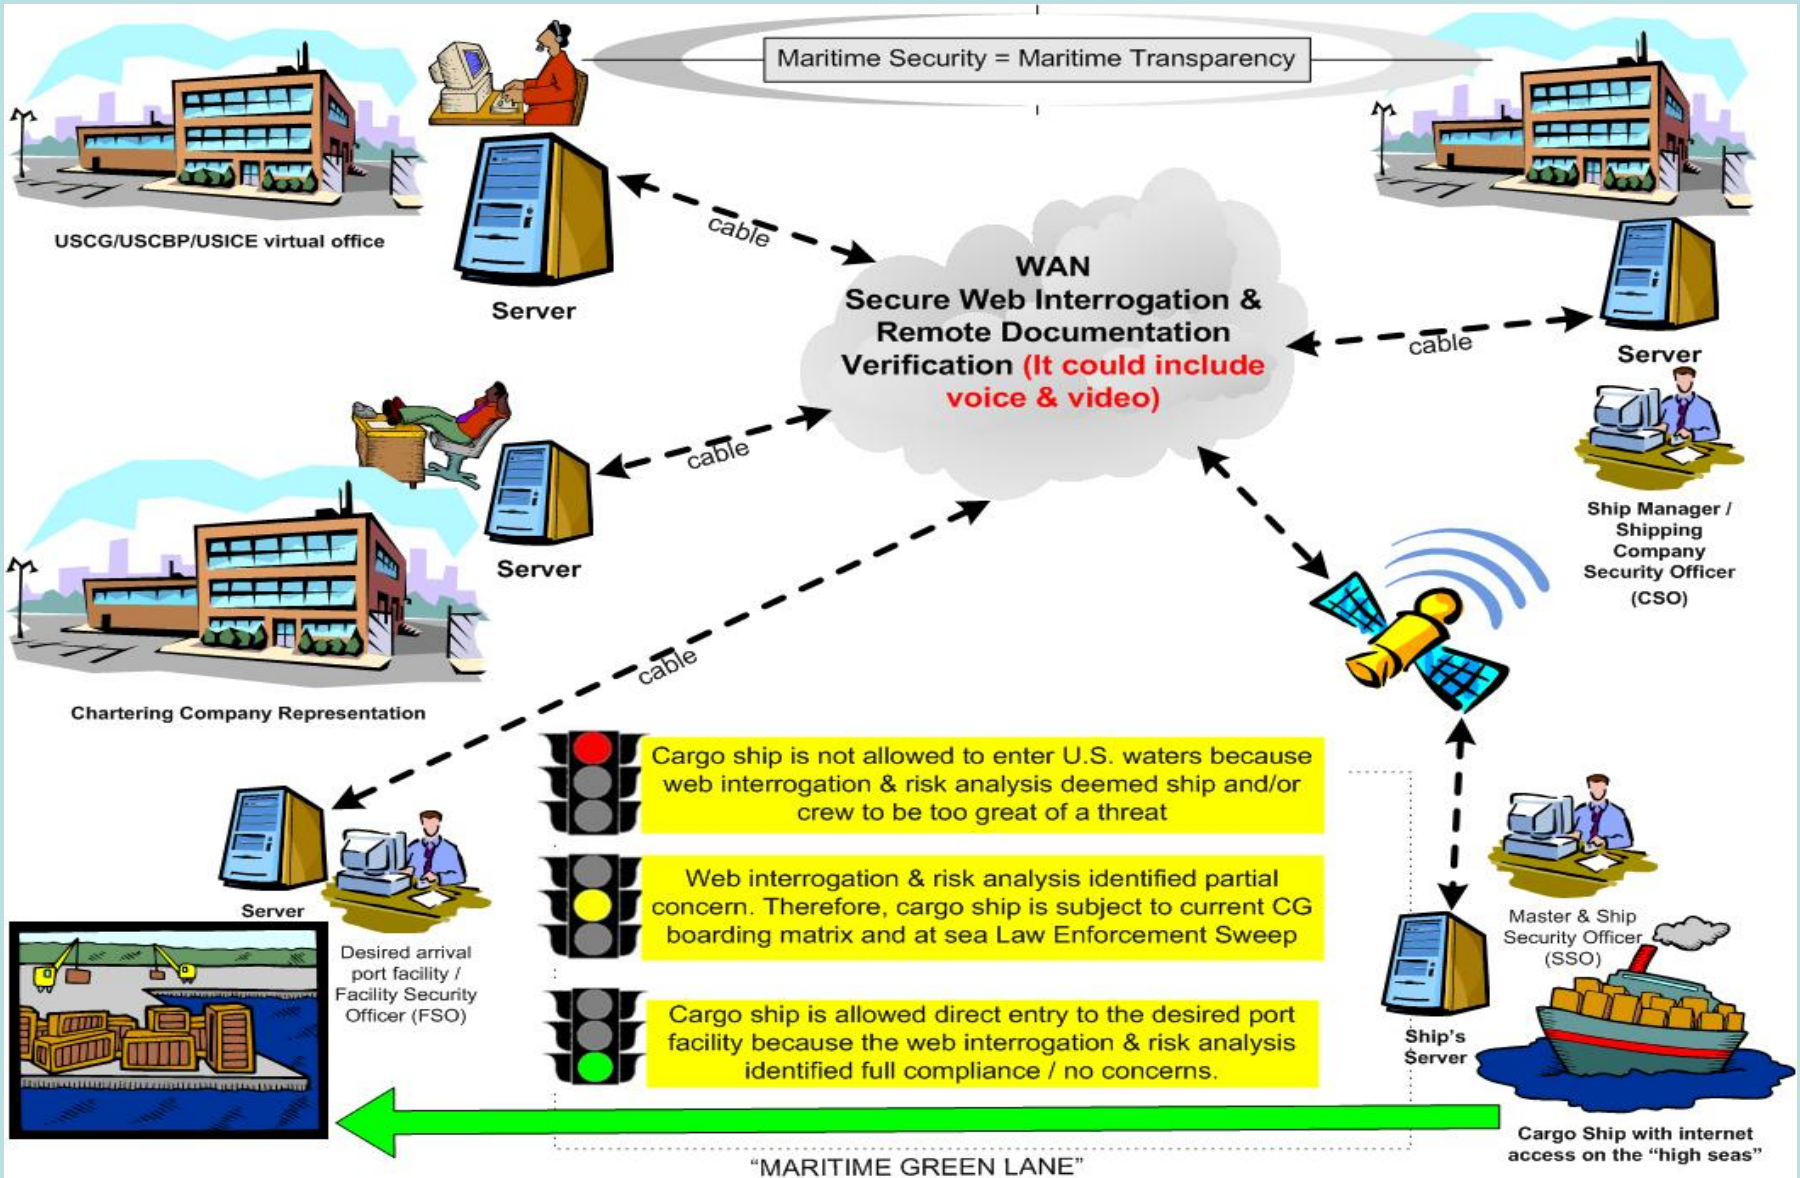 Maritime Security = Maritime Transparency
USCG/USCBP/USICE virtual office
Server
cable
WAN
Secure Web Interrogation &
Remote Documentation
Verification (It could include
voice & video)
cable
Server
Ship Manager /
Shipping
Company
Security Officer
(CSO)
cable
Server
Chartering Company Representation
cable
Server
Desired arrival
port facility /
Facility Security
Officer (FSO)
Cargo ship is not allowed to enter U.S. waters because
web interrogation & risk analysis deemed ship and/or
crew to be too great of a threat
Web interrogation & risk analysis identified partial
concern. Therefore, cargo ship is subject to current CG
boarding matrix and at sea Law Enforcement Sweep
Cargo ship is allowed direct entry to the desired port
facility because the web interrogation & risk analysis
identified full compliance / no concerns.
Master & Ship
Security Officer
(SSO)
Ship's
Server
Cargo Ship with internet
access on the “high seas”
“MARITIME GREEN LANE”